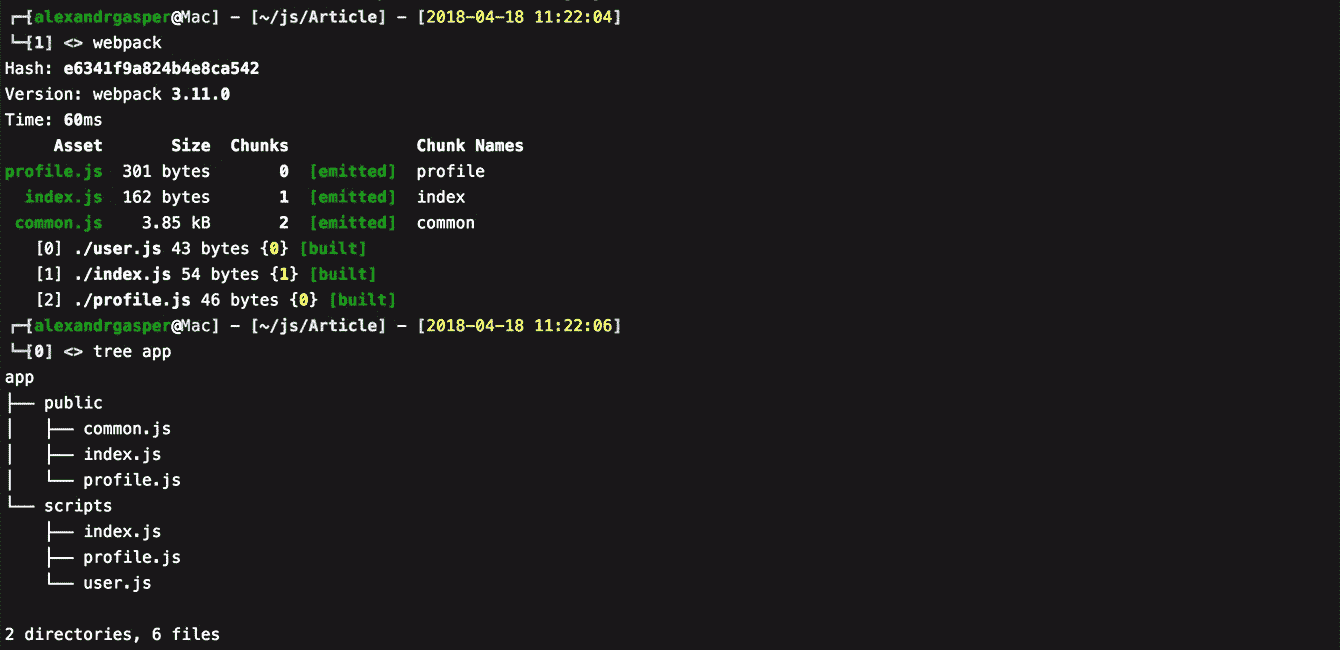 ┌─[alexandrgasper@Mac] - [~/js/Article] - [2018-04-18 11:22:04]
└─[1] <> webpack
Hash: e6341f9a824b4e8ca542
Version: webpack 3.11.0
Time: 60ms
     Asset       Size  Chunks             Chunk Names
profile.js  301 bytes       0  [emitted]  profile
  index.js  162 bytes       1  [emitted]  index
 common.js    3.85 kB       2  [emitted]  common
   [0] ./user.js 43 bytes {0} [built]
   [1] ./index.js 54 bytes {1} [built]
   [2] ./profile.js 46 bytes {0} [built]
┌─[alexandrgasper@Mac] - [~/js/Article] - [2018-04-18 11:22:06]
└─[0] <> tree app
app
├── public
│   ├── common.js
│   ├── index.js
│   └── profile.js
└── scripts
    ├── index.js
    ├── profile.js
    └── user.js

2 directories, 6 files